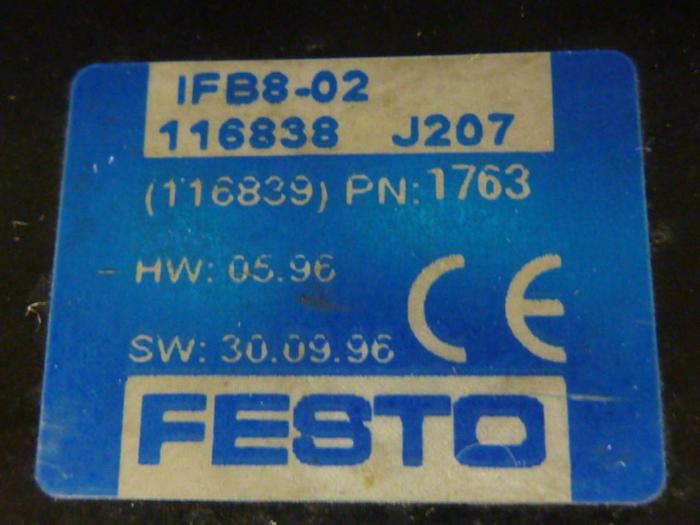 IFB8-02
116838 J207
(116839) PN:1763
HW: 05.96
CE
SW: 30.09.96
FESTO